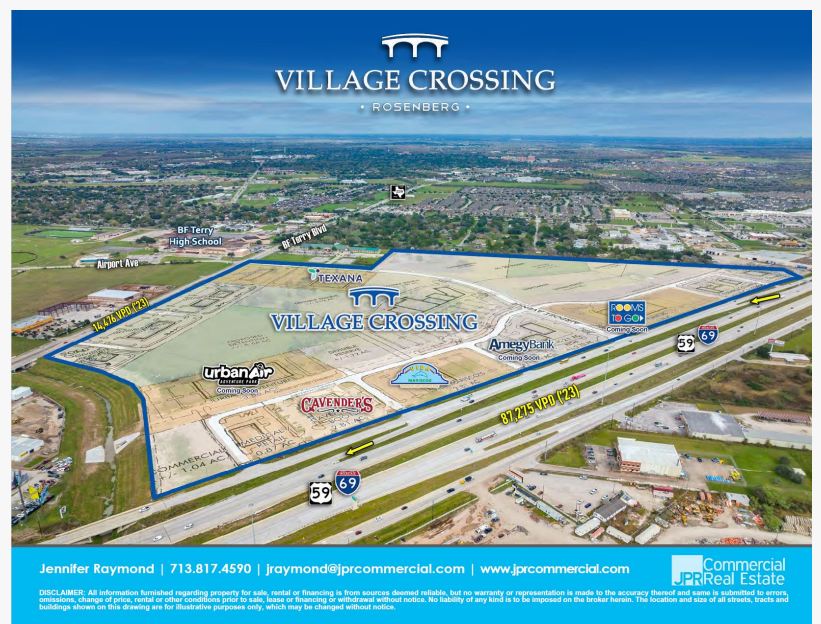 VILLAGE CROSSING
• ROSENBERG •
BF Terry
High School
BF Terry Blvd
Airport Ave
TEXANA
14,476 VPD ('23)
VILLAGE CROSSING
ROOMS
TO GO
Coming Soon
AmegyBank
Coming Soon
59
69
urbanAir
ADVENTURE PARK
Coming Soon
MARISCOS
CAVENDER'S
87,275 VPD ('23)
COMMERCIAL
1.04 AC
MEDICAL
RETAIL
0.87 AC
59
69
Jennifer Raymond | 713.817.4590 | jraymond@jprcommercial.com | www.jprcommercial.com
Commercial
JPR Real Estate
DISCLAIMER: All information furnished regarding property for sale, rental or financing is from sources deemed reliable, but no warranty or representation is made to the accuracy thereof and same is submitted to errors,
omissions, change of price, rental or other conditions prior to sale, lease or financing or withdrawal without notice. No liability of any kind is to be imposed on the broker herein. The location and size of all streets, tracts and
buildings shown on this drawing are for illustrative purposes only, which may be changed without notice.